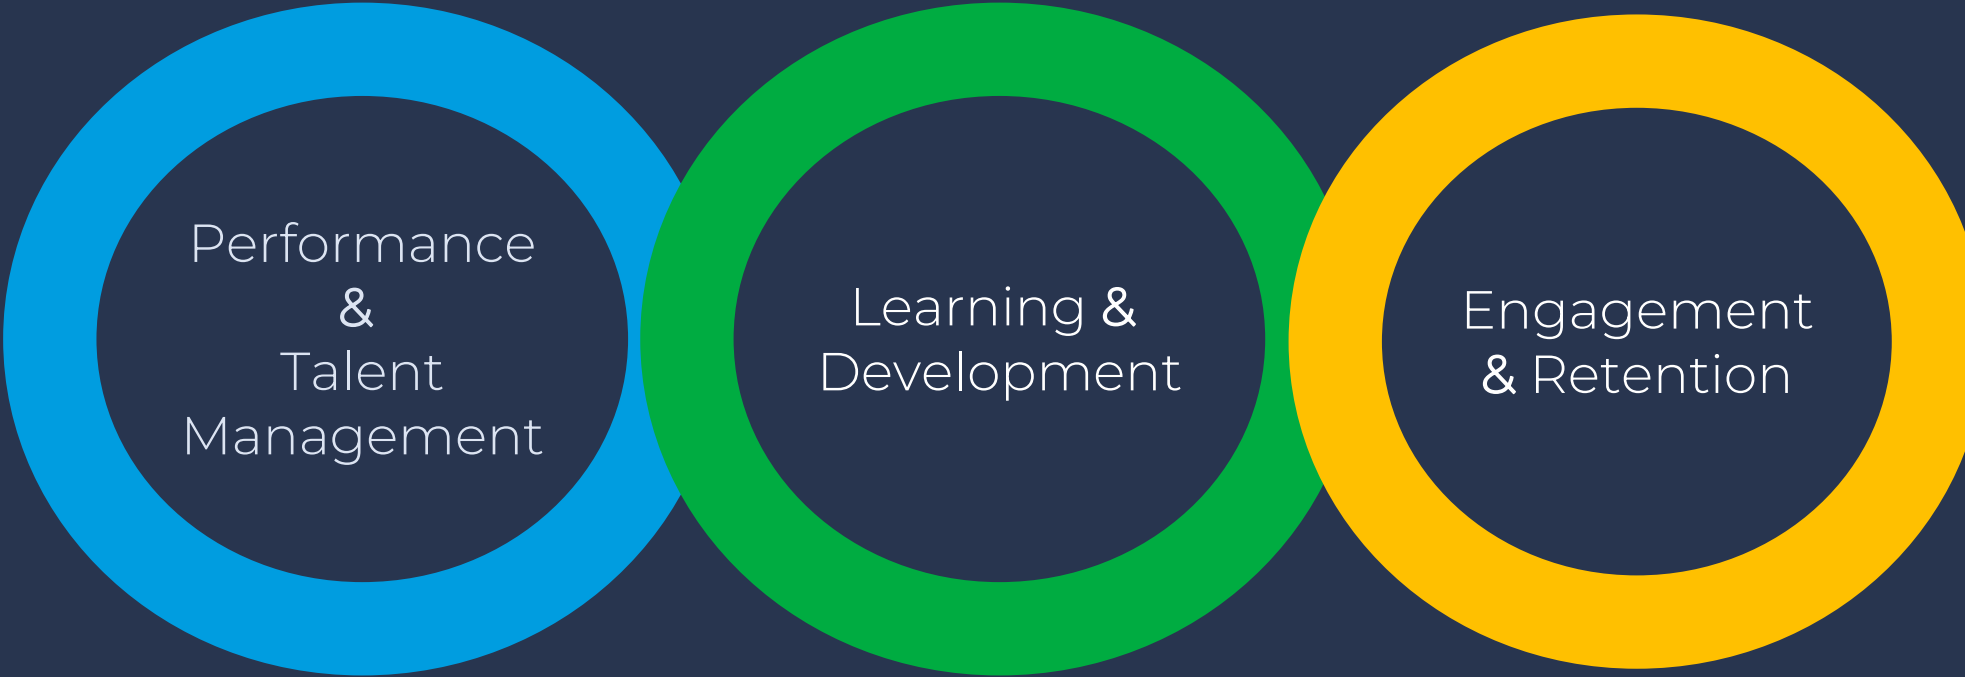 Performance
&
Talent
Management
Learning &
Development
Engagement
& Retention